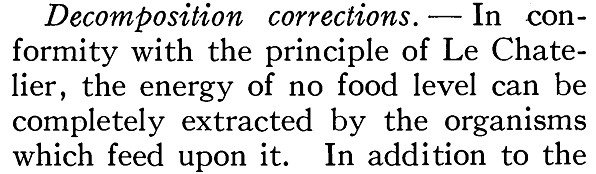 Decomposition corrections. — In con-
formity with the principle of Le Chate-
lier, the energy of no food level can be
completely extracted by the organisms
which feed upon it. In addition to the